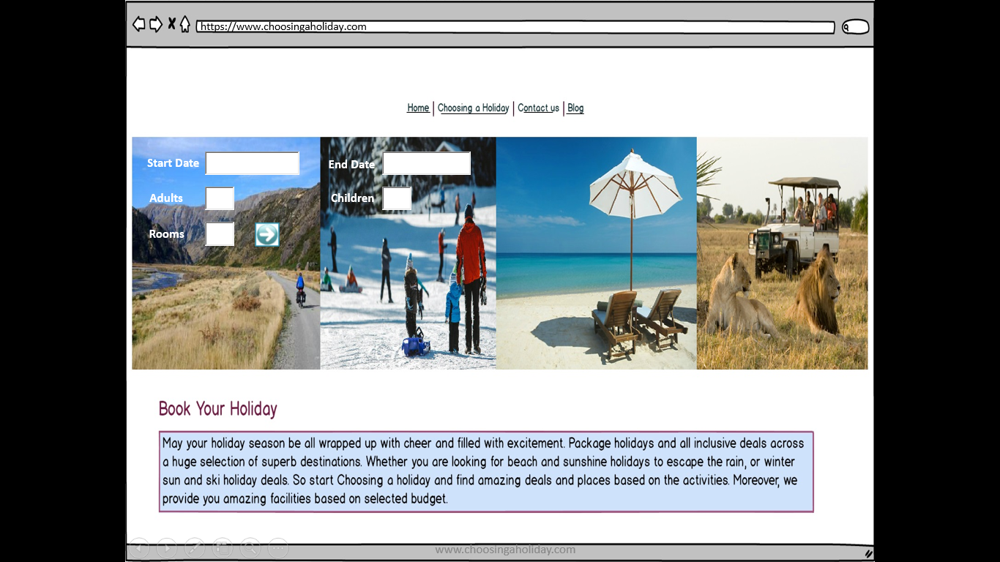 https://www.choosingaholiday.com
Home | Choosing a Holiday | Contact us | Blog
Start Date
End Date
Adults
Children
Rooms
Book Your Holiday
May your holiday season be all wrapped up with cheer and filled with excitement. Package holidays and all inclusive deals across
a huge selection of superb destinations. Whether you are looking for beach and sunshine holidays to escape the rain, or winter
sun and ski holiday deals. So start Choosing a holiday and find amazing deals and places based on the activities. Moreover, we
provide you amazing facilities based on selected budget.
www.choosingaholiday.com